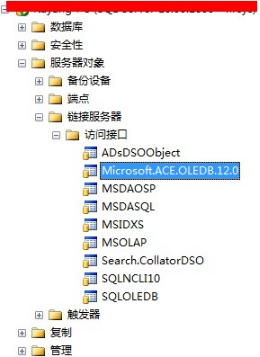 数据库
安全性
服务器对象
备份设备
端点
链接服务器
访问接口
ADsDSOObject
Microsoft.ACE.OLEDB.12.0
MSDAOSP
MSDASQL
MSIDXS
MSOLAP
Search.CollatorDSO
SQLNCLI10
SQLOLEDB
触发器
复制
管理